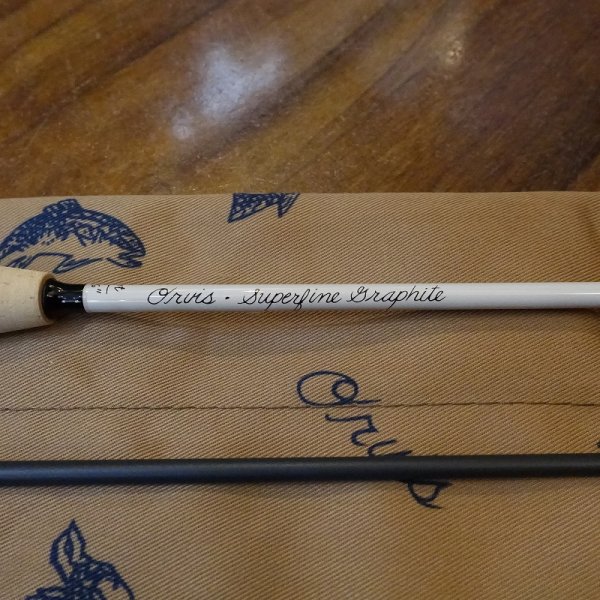 Orvis · Superfine Graphite
Orvis